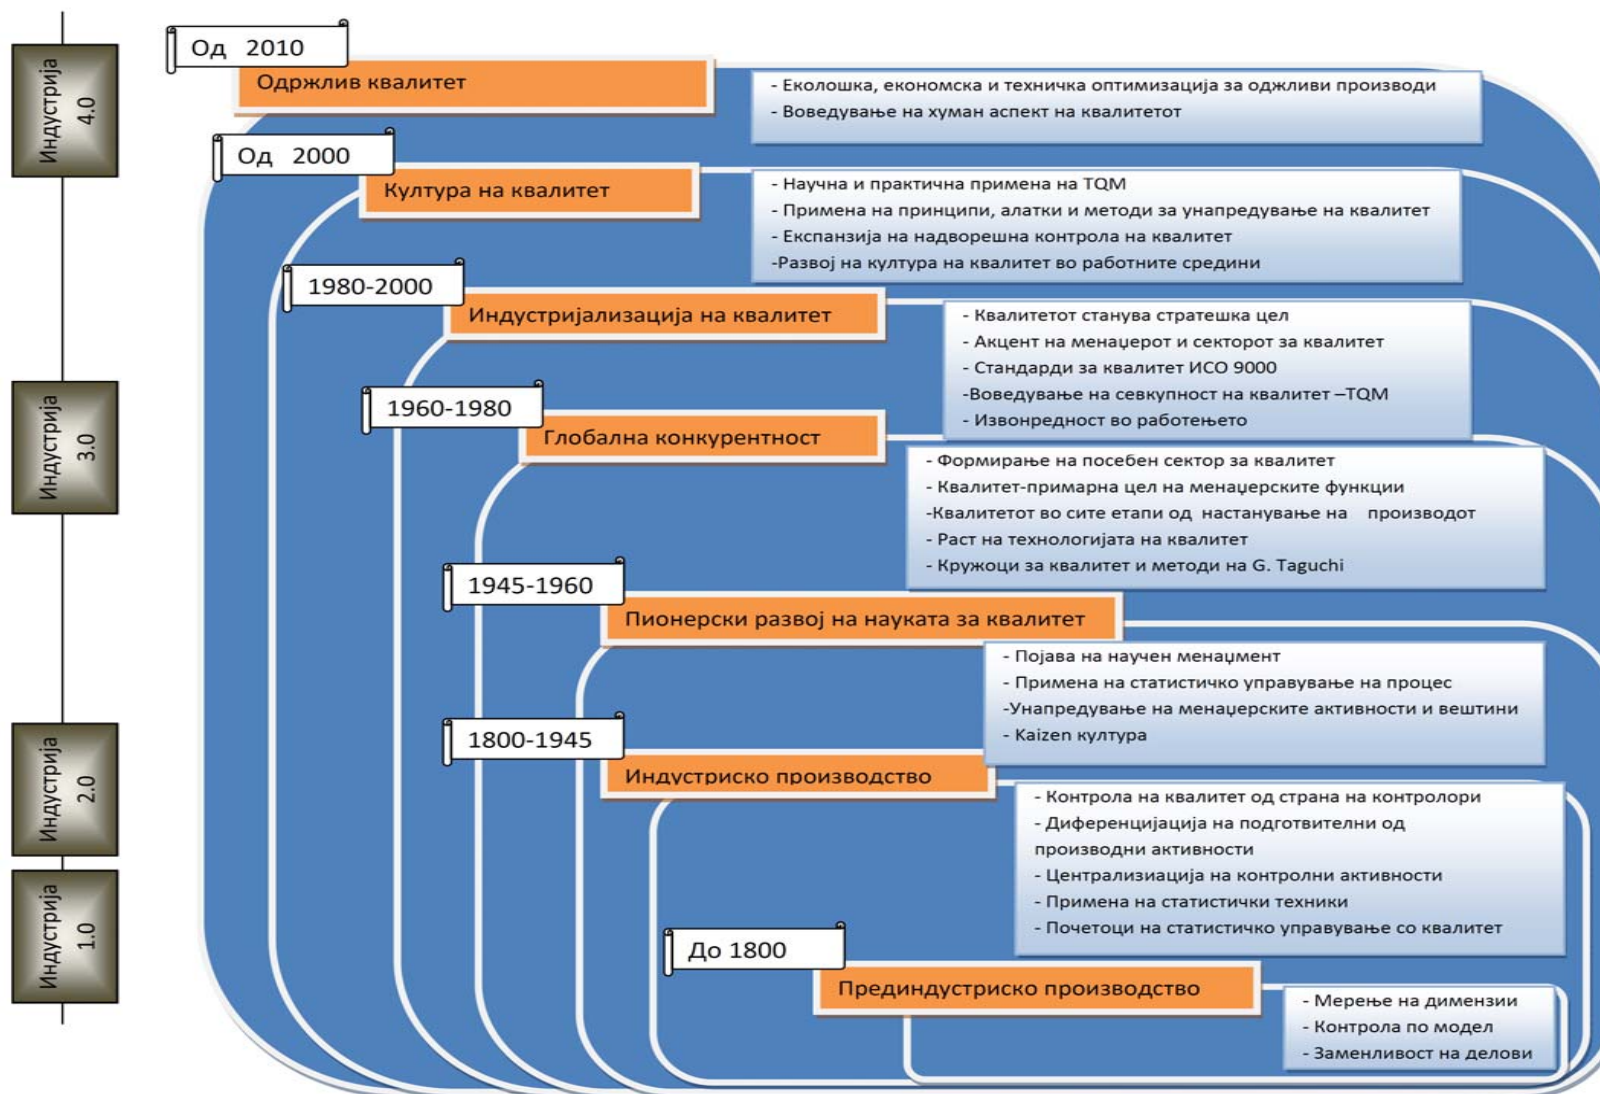 Индустрија
4.0
Од 2010
Одржлив квалитет
- Еколошка, економска и техничка оптимизација за оджливи производи
- Воведување на хуман аспект на квалитетот
Од 2000
Култура на квалитет
- Научна и практична примена на TQM
- Примена на принципи, алатки и методи за унапредување на квалитет
- Експанзија на надворешна контрола на квалитет
-Развој на култура на квалитет во работните средини
1980-2000
Индустријализација на квалитет
- Квалитетот станува стратешка цел
- Акцент на менаџерот и секторот за квалитет
- Стандарди за квалитет ИСО 9000
-Воведување на севкупност на квалитет –TQM
- Извонредност во работењето
Индустрија
3.0
1960-1980
Глобална конкурентност
- Формирање на посебен сектор за квалитет
- Квалитет-примарна цел на менаџерските функции
-Квалитетот во сите етапи од настанување на производот
- Раст на технологијата на квалитет
- Кружоци за квалитет и методи на G. Taguchi
1945-1960
Пионерски развој на науката за квалитет
- Појава на научен менаџмент
- Примена на статистичко управување на процес
-Унапредување на менаџерските активности и вештини
- Kaizen култура
Индустрија
2.0
1800-1945
Индустриско производство
- Контрола на квалитет од страна на контролори
- Диференцијација на подготвителни од
производни активности
- Централизиација на контролни активности
- Примена на статистички техники
- Почетоци на статистичко управување со квалитет
Индустрија
1.0
До 1800
Прединдустриско производство
- Мерење на димензии
- Контрола по модел
- Заменливост на делови